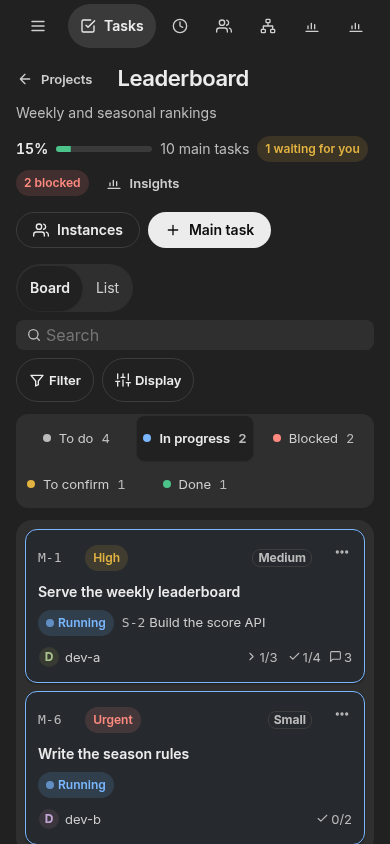 Tasks
Projects
Leaderboard
Weekly and seasonal rankings
15% 10 main tasks 1 waiting for you
2 blocked Insights
Instances Main task
Board List
Search
Filter Display
To do 4 In progress 2 Blocked 2
To confirm 1 Done 1
M-1 High Medium
Serve the weekly leaderboard
Running S-2 Build the score API
D dev-a 1/3 1/4 3
M-6 Urgent Small
Write the season rules
Running
D dev-b 0/2